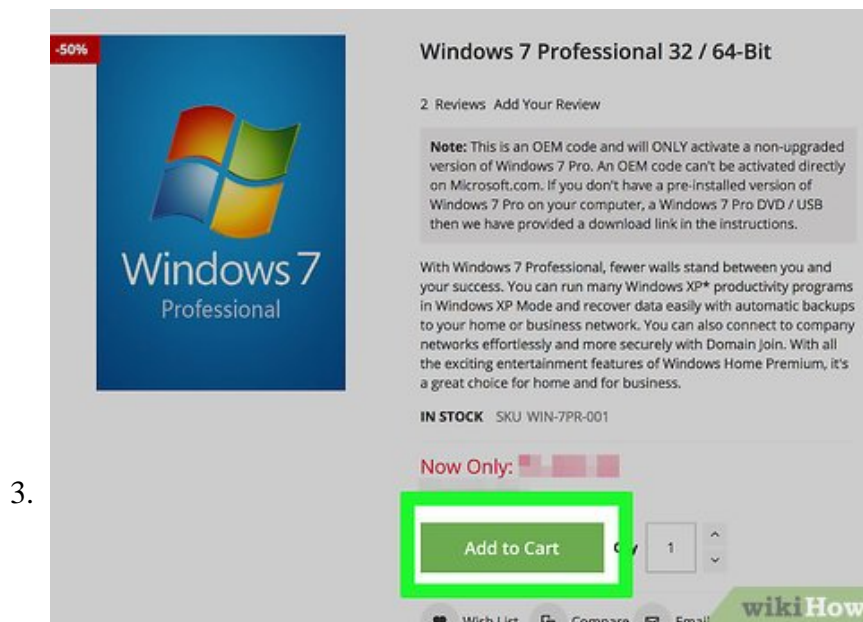 -50%
Windows 7
Professional
Windows 7 Professional 32 / 64-Bit
2 Reviews Add Your Review
Note: This is an OEM code and will ONLY activate a non-upgraded
version of Windows 7 Pro. An OEM code can't be activated directly
on Microsoft.com. If you don't have a pre-installed version of
Windows 7 Pro on your computer, a Windows 7 Pro DVD / USB
then we have provided a download link in the instructions.
With Windows 7 Professional, fewer walls stand between you and
your success. You can run many Windows XP* productivity programs
in Windows XP Mode and recover data easily with automatic backups
to your home or business network. You can also connect to company
networks effortlessly and more securely with Domain Join. With all
the exciting entertainment features of Windows Home Premium, it's
a great choice for home and for business.
IN STOCK SKU WIN-7PR-001
Now Only:
3.
Add to Cart 1
Wish List Compare Email
wikiHow